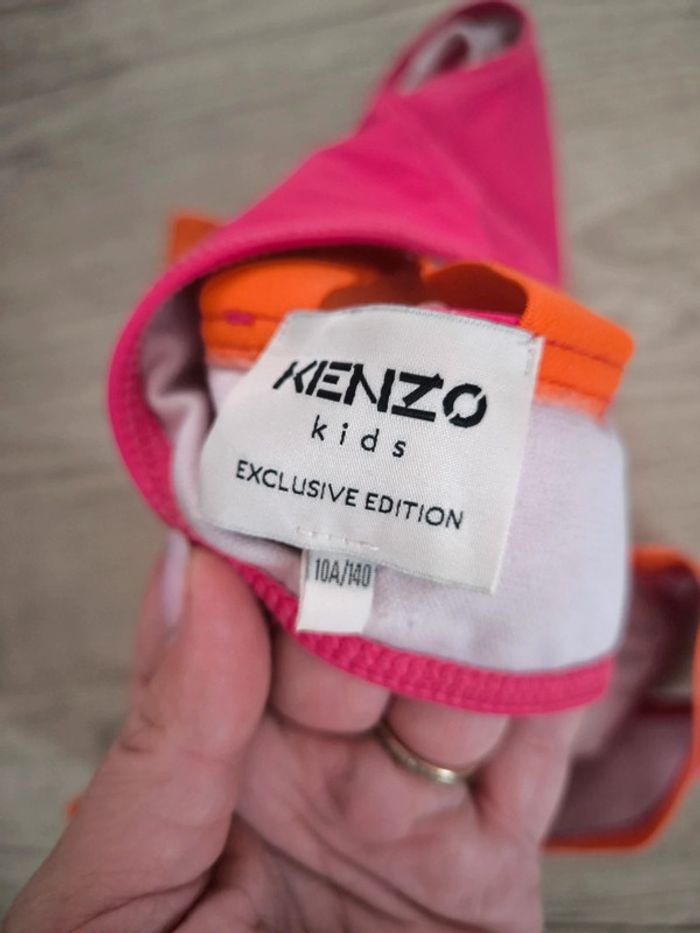 KENZO
kids
EXCLUSIVE EDITION
10A/140